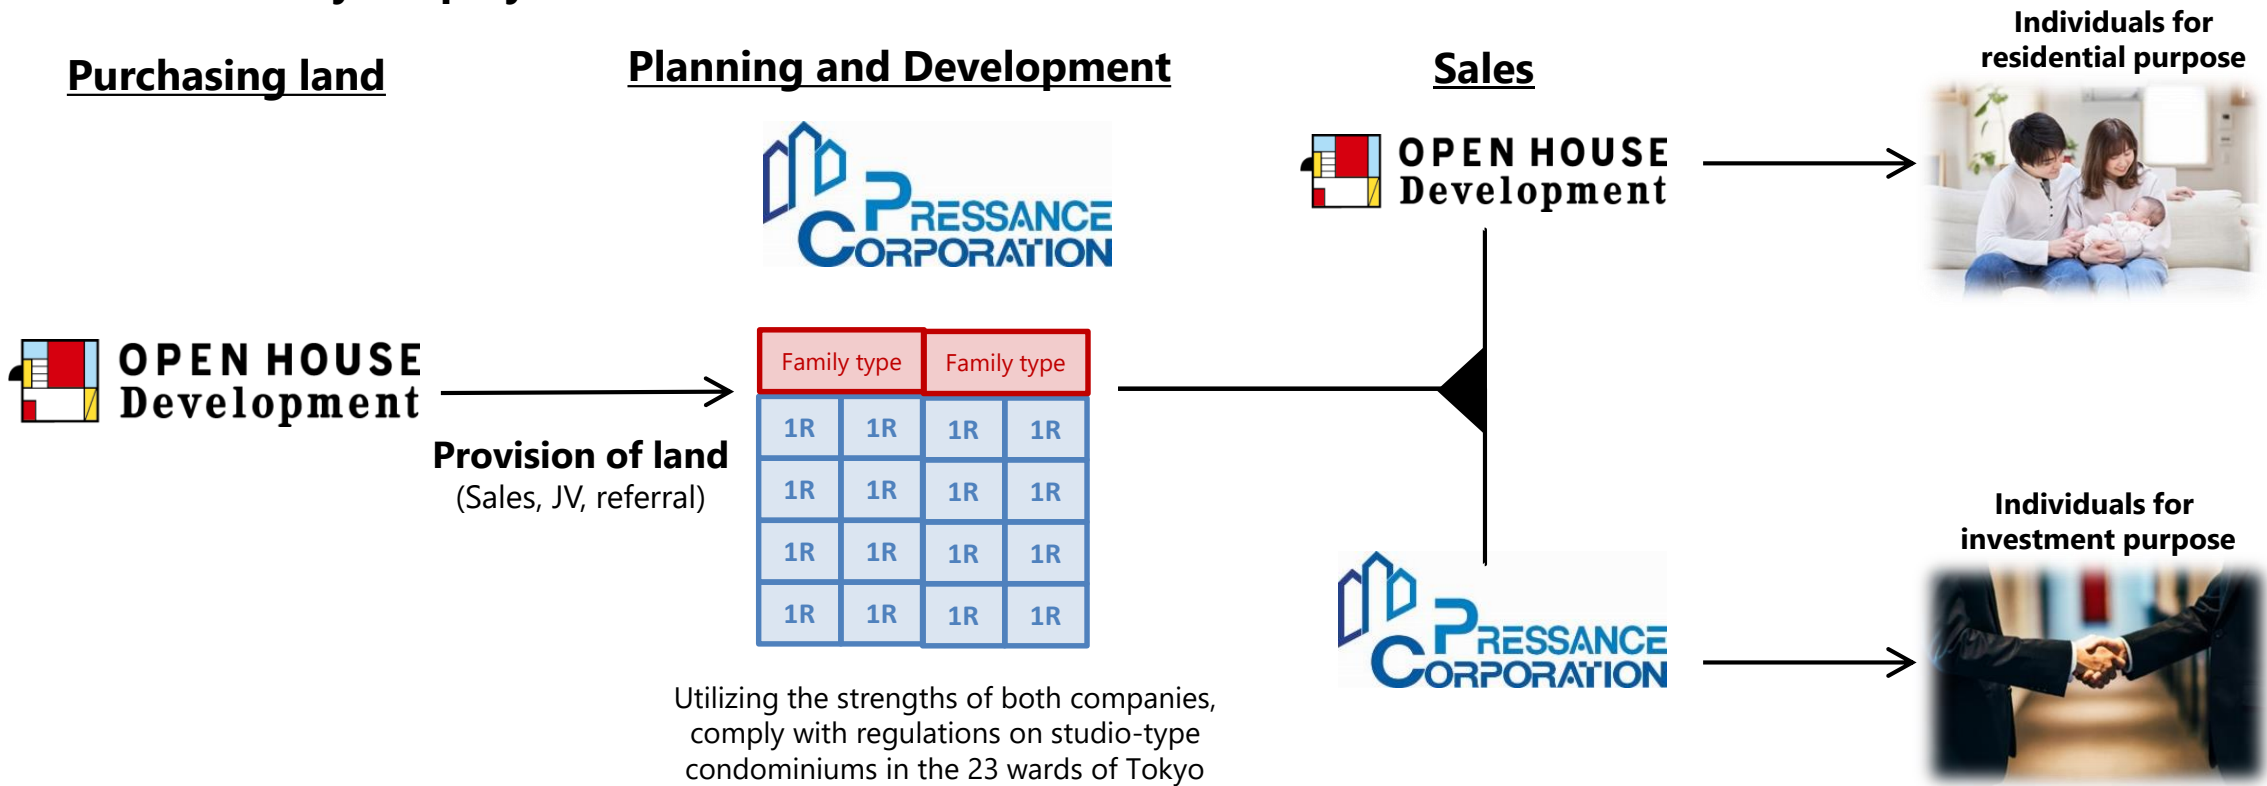 Purchasing land
Planning and Development
Sales
Individuals for
residential purpose
PRESSANCE
CORPORATION
OPEN HOUSE
Development
OPEN HOUSE
Development
Provision of land
(Sales, JV, referral)
Family type Family type
1R 1R 1R 1R
1R 1R 1R 1R
1R 1R 1R 1R
1R 1R 1R 1R
Individuals for
investment purpose
PRESSANCE
CORPORATION
Utilizing the strengths of both companies,
comply with regulations on studio-type
condominiums in the 23 wards of Tokyo